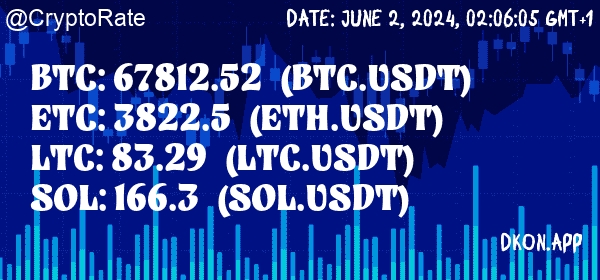 @CryptoRate
DATE: JUNE 2, 2024, 02:06:05 GMT+1
BTC: 67812.52 (BTC.USDT)
ETC: 3822.5 (ETH.USDT)
LTC: 83.29 (LTC.USDT)
SOL: 166.3 (SOL.USDT)
DKON.APP